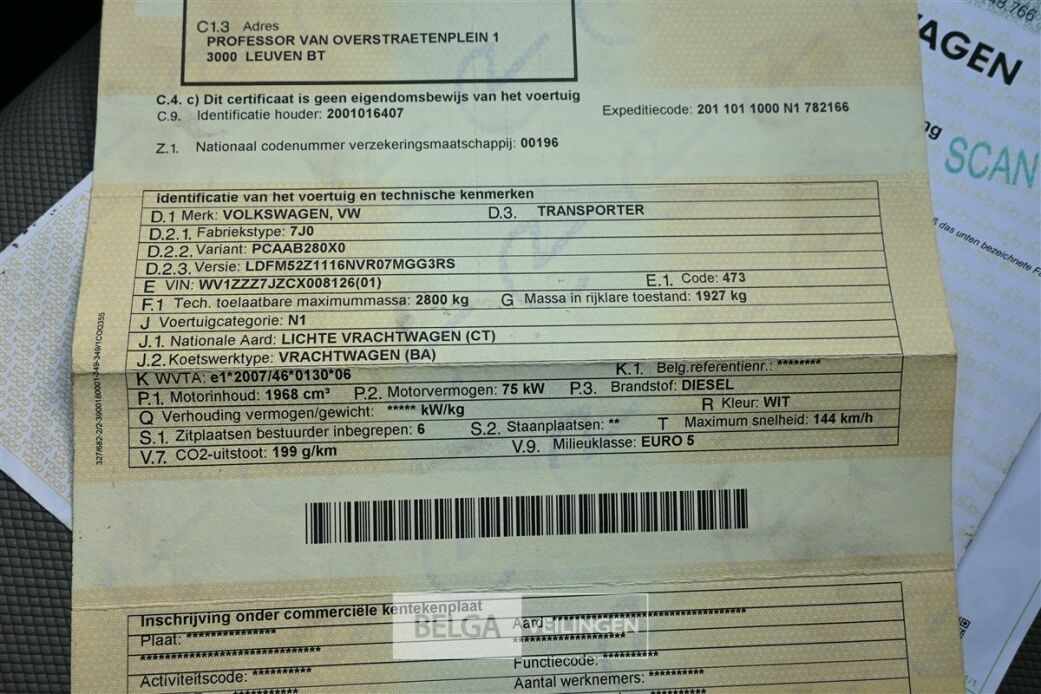 C1.3 Adres
PROFESSOR VAN OVERSTRAETENPLEIN 1
3000 LEUVEN BT
C.4. c) Dit certificaat is geen eigendomsbewijs van het voertuig
C.9. Identificatie houder: 2001016407
Expeditiecode: 201 101 1000 N1 782166
Z.1. Nationaal codenummer verzekeringsmaatschappij: 00196
Identificatie van het voertuig en technische kenmerken
D.1 Merk: VOLKSWAGEN, VW D.3. TRANSPORTER
D.2.1. Fabriekstype: 7J0
D.2.2. Variant: PCAAB280X0
D.2.3. Versie: LDFM52Z1116NVR07MGG3RS
E VIN: WV1ZZZ7JZCX008126(01) E.1. Code: 473
F.1 Tech. toelaatbare maximummassa: 2800 kg G Massa in rijklare toestand: 1927 kg
J Voertuigcategorie: N1
J.1. Nationale Aard: LICHTE VRACHTWAGEN (CT)
J.2. Koetswerktype: VRACHTWAGEN (BA)
K WVTA: e1*2007/46*0130*06 K.1. Belg.referentienr.: ********
P.1. Motorinhoud: 1968 cm³ P.2. Motorvermogen: 75 kW P.3. Brandstof: DIESEL
Q Verhouding vermogen/gewicht: ***** kW/kg R Kleur: WIT
S.1. Zitplaatsen bestuurder inbegrepen: 6 S.2. Staanplaatsen: ** T Maximum snelheid: 144 km/h
V.7. CO2-uitstoot: 199 g/km V.9. Milieuklasse: EURO 5
Inschrijving onder commerciële kentekenplaat
Plaat: ***************
Aard
Activiteitscode: **********
Functiecode: **********
Aantal werknemers: **********
BELGA VEILINGEN
AGEN
ng
SCAN
das unten bezeichnete